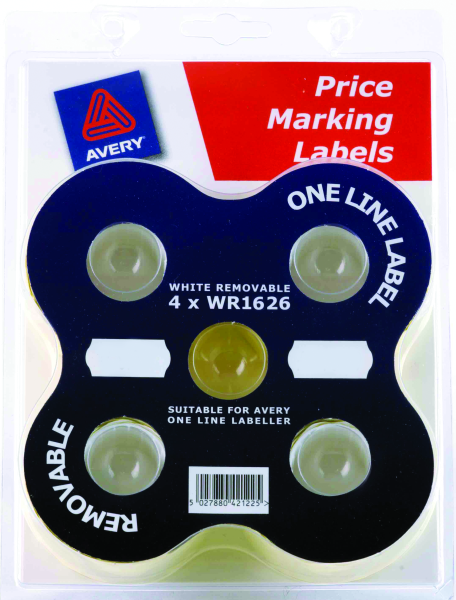 AVERY
Price
Marking
Labels
ONE LINE LABEL
WHITE REMOVABLE
4 x WR1626
SUITABLE FOR AVERY
ONE LINE LABELLER
REMOVABLE
5 027880 421225 >